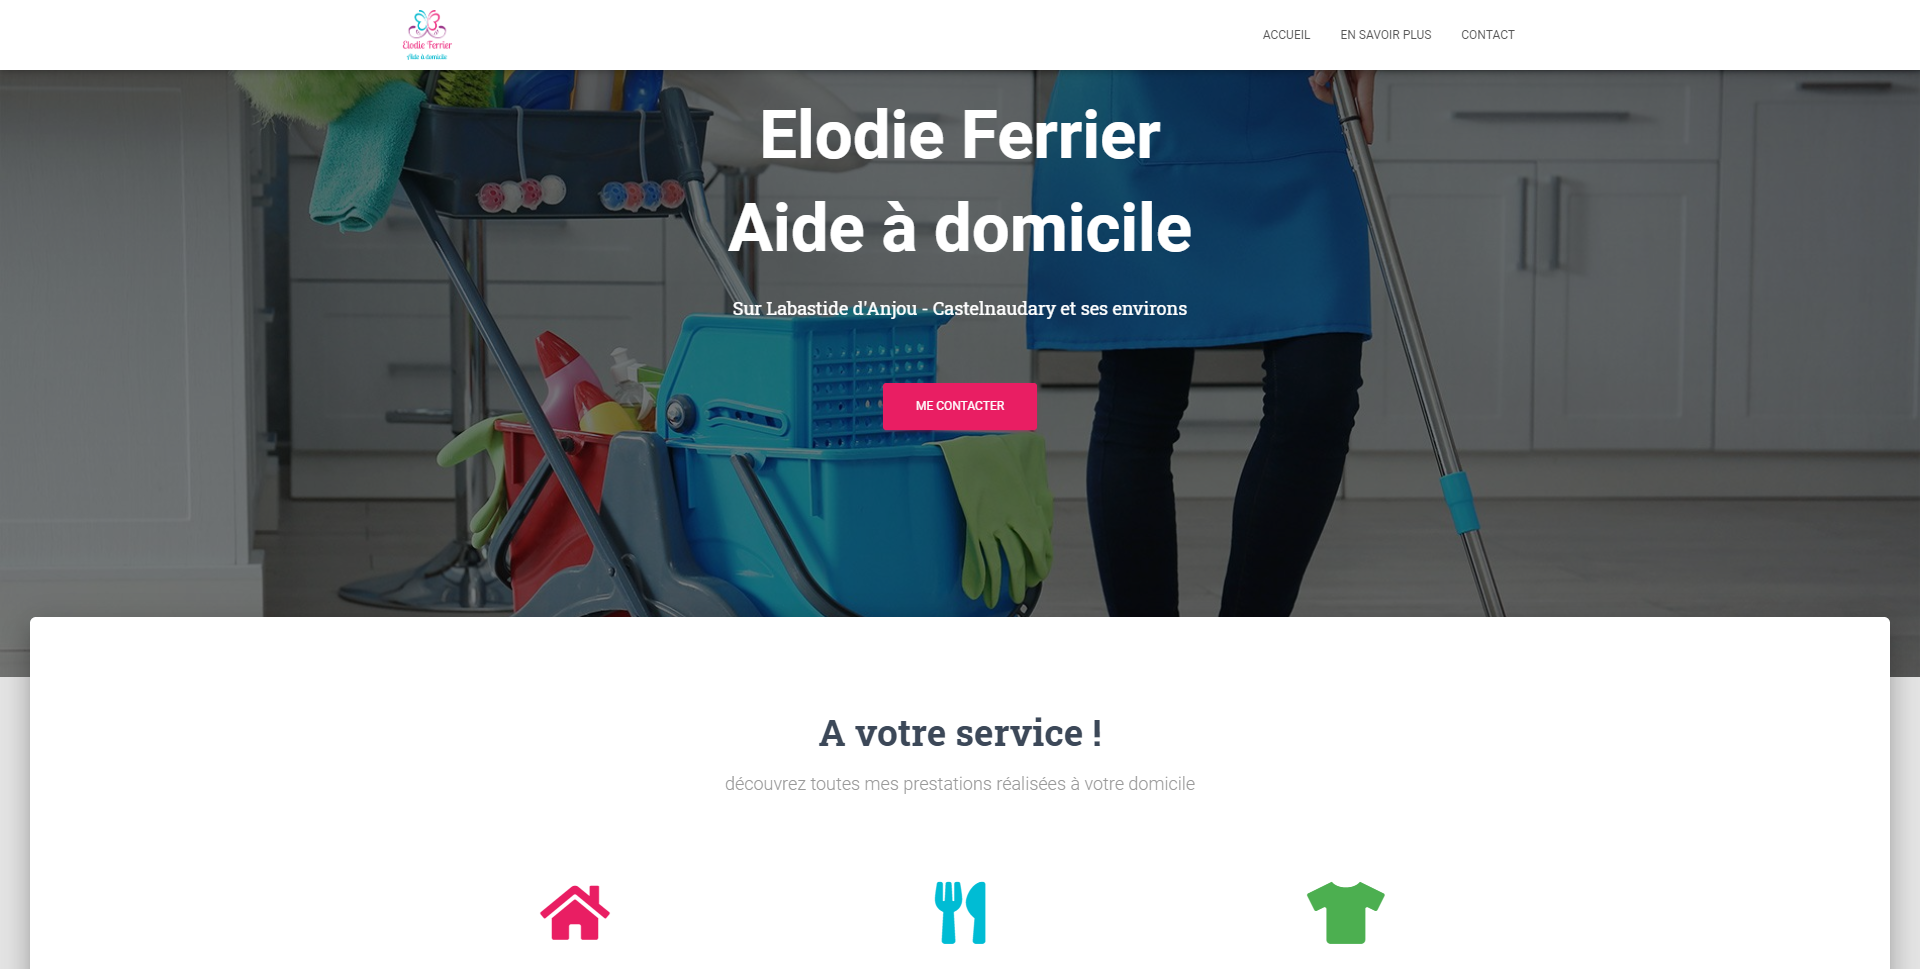 Elodie Ferrier
Aide à domicile
ACCUEIL
EN SAVOIR PLUS
CONTACT
Elodie Ferrier
Aide à domicile
Sur Labastide d'Anjou - Castelnaudary et ses environs
ME CONTACTER
A votre service !
découvrez toutes mes prestations réalisées à votre domicile